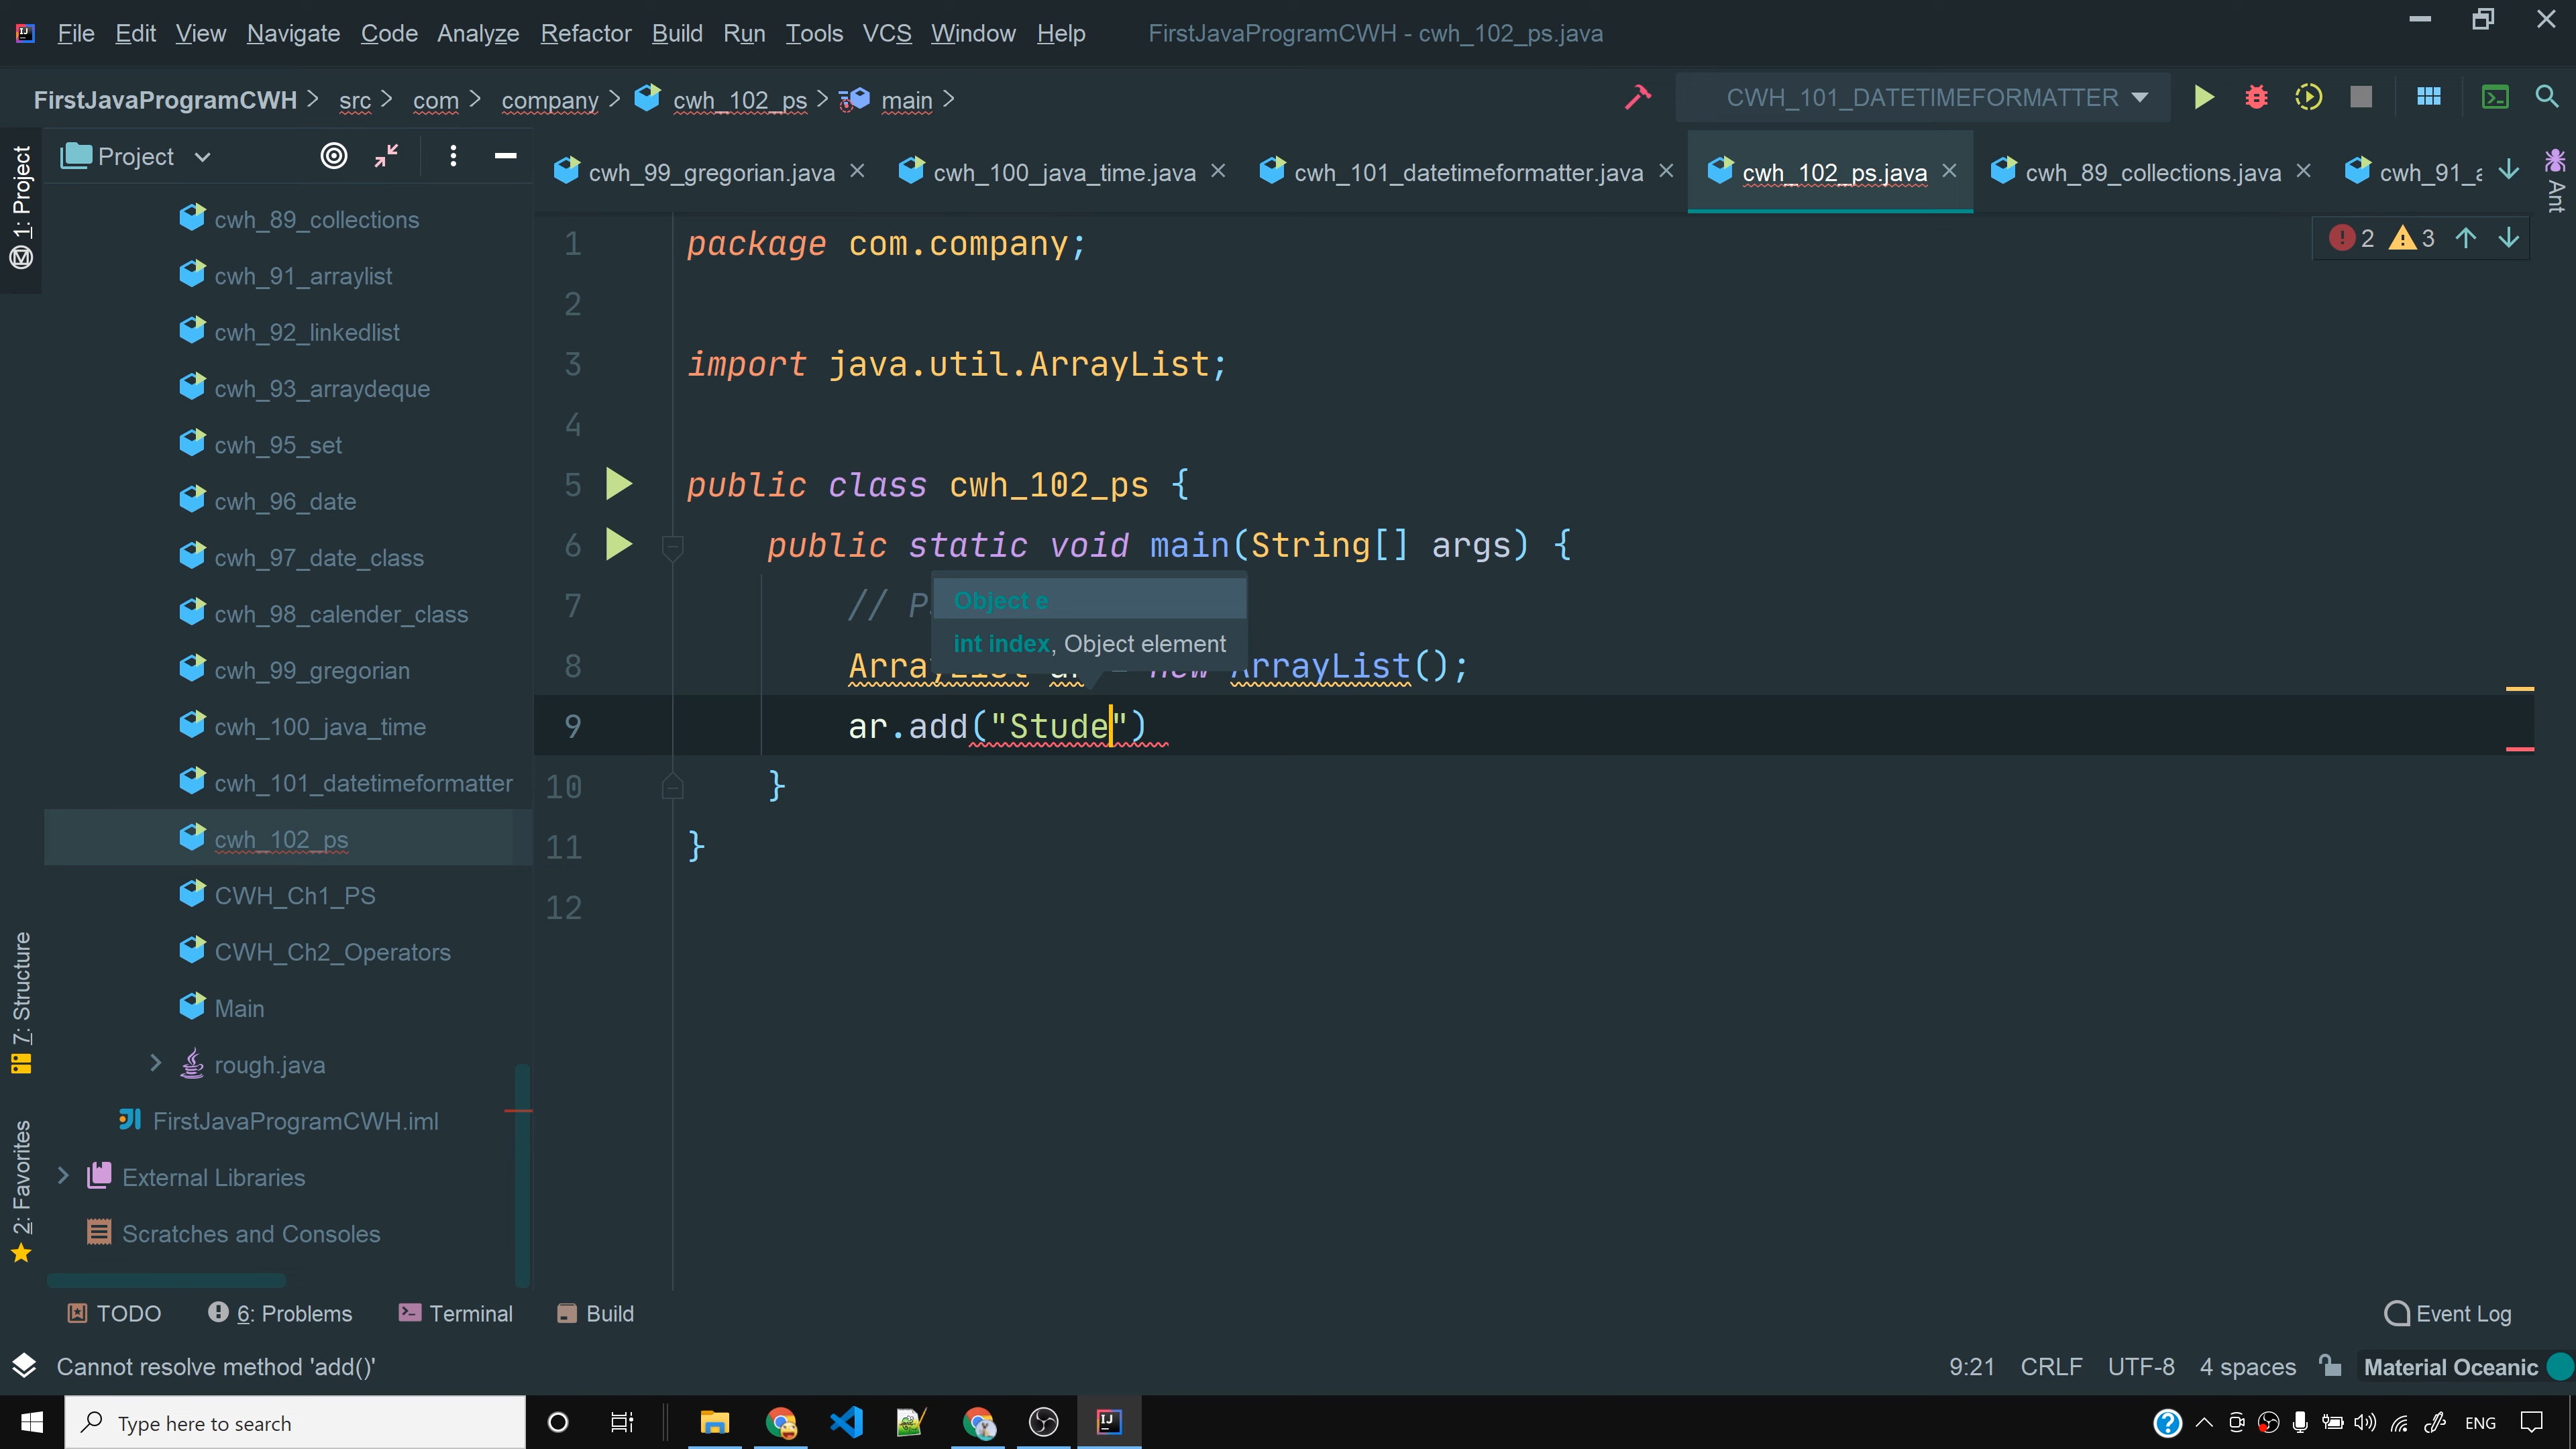 File Edit View Navigate Code Analyze Refactor Build Run Tools VCS Window Help FirstJavaProgramCWH - cwh_102_ps.java
FirstJavaProgramCWH src com company cwh_102_ps main CWH_101_DATETIMEFORMATTER
Project
cwh_99_gregorian.java cwh_100_java_time.java cwh_101_datetimeformatter.java cwh_102_ps.java cwh_89_collections.java cwh_91_a
1: Project
Ant
cwh_89_collections
cwh_91_arraylist
cwh_92_linkedlist
cwh_93_arraydeque
cwh_95_set
cwh_96_date
cwh_97_date_class
cwh_98_calender_class
cwh_99_gregorian
cwh_100_java_time
cwh_101_datetimeformatter
cwh_102_ps
CWH_Ch1_PS
CWH_Ch2_Operators
Main
rough.java
FirstJavaProgramCWH.iml
External Libraries
Scratches and Consoles
7: Structure
2: Favorites
2 3
1 package com.company;
2
3 import java.util.ArrayList;
4
5 public class cwh_102_ps {
6 public static void main(String[] args) {
7 // P
Object e
int index, Object element
8 ArrayList ar = new ArrayList();
9 ar.add("Stude")
10 }
11 }
12
TODO 6: Problems Terminal Build Event Log
Cannot resolve method 'add()' 9:21 CRLF UTF-8 4 spaces Material Oceanic
Type here to search ENG